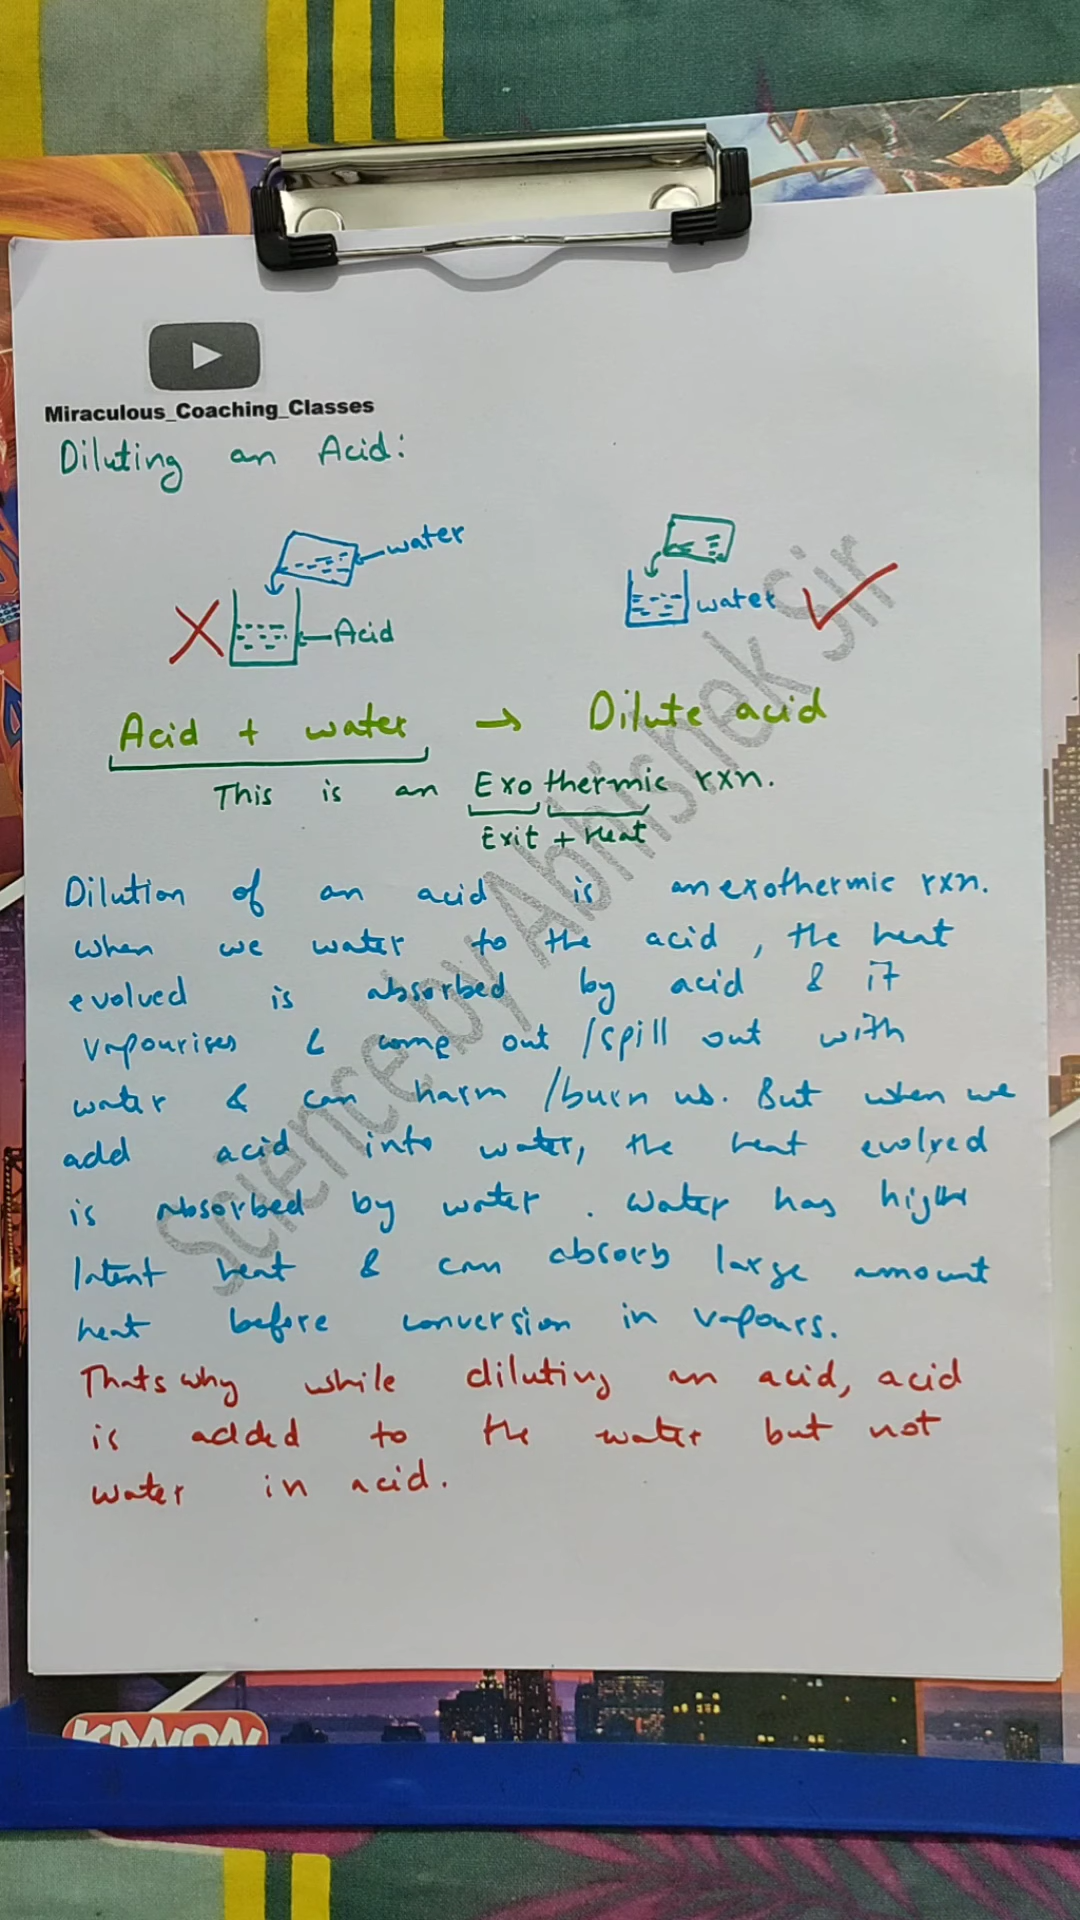 Miraculous_Coaching_Classes
Diluting an Acid:
water
Acid
water
Acid + water → Dilute acid
This is an Exothermic rxn.
Exit + Heat
Dilution of an acid is an exothermic rxn.
when we water to the acid, the heat
evolved is absorbed by acid & it
vapourises & come out /spill out with
water & can harm /burn us. But when we
add acid into water, the heat evolved
is absorbed by water. Water has high
latent heat & can absorb large amount
heat before conversion in vapours.
Thats why while diluting an acid, acid
is added to the water but not
water in acid.
Science by Abhishek Sir
KANON